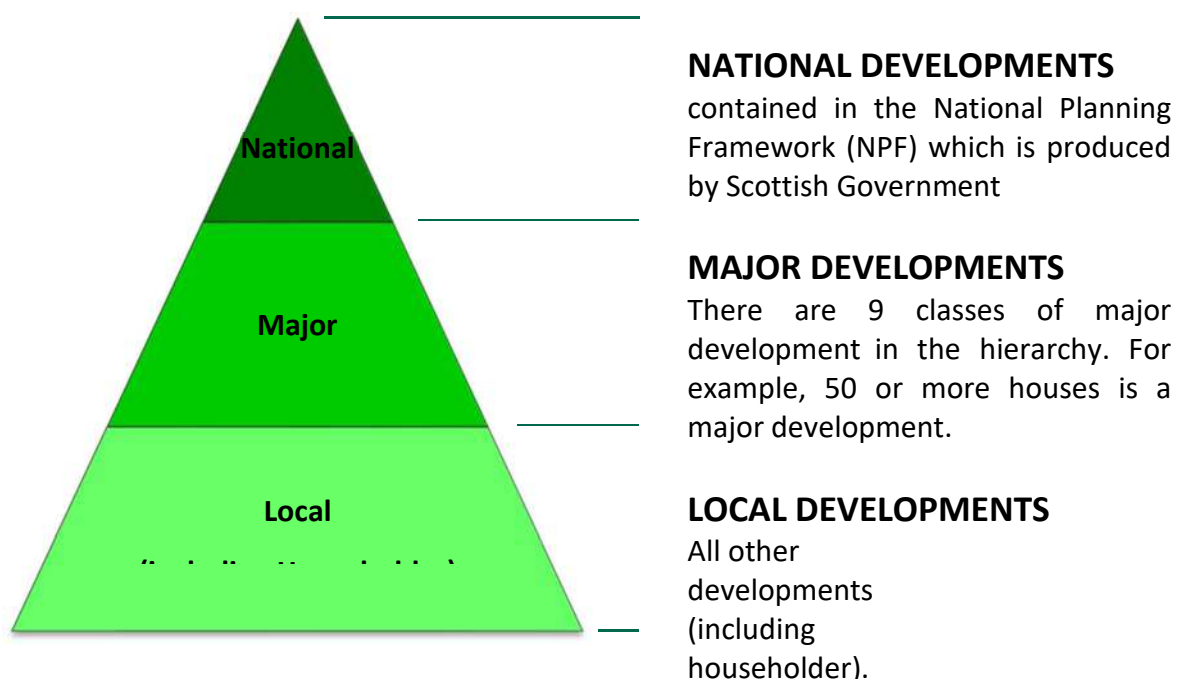 National
Major
Local
NATIONAL DEVELOPMENTS
contained in the National Planning
Framework (NPF) which is produced
by Scottish Government
MAJOR DEVELOPMENTS
There are 9 classes of major
development in the hierarchy. For
example, 50 or more houses is a
major development.
LOCAL DEVELOPMENTS
All other
developments
(including
householder).